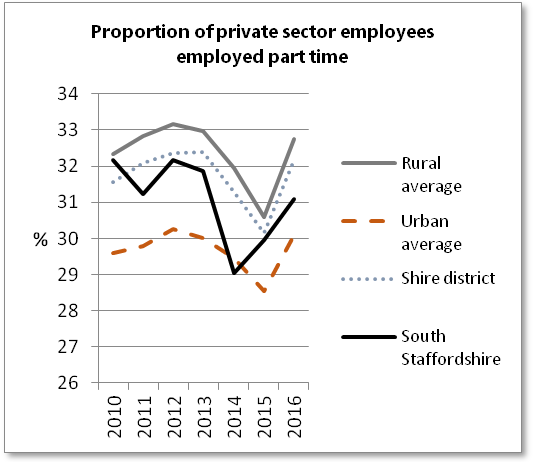 Proportion of private sector employees
employed part time
34
33
32
31
30
29
28
27
26
%
2010
2011
2012
2013
2014
2015
2016
Rural
average
Urban
average
Shire district
South
Staffordshire